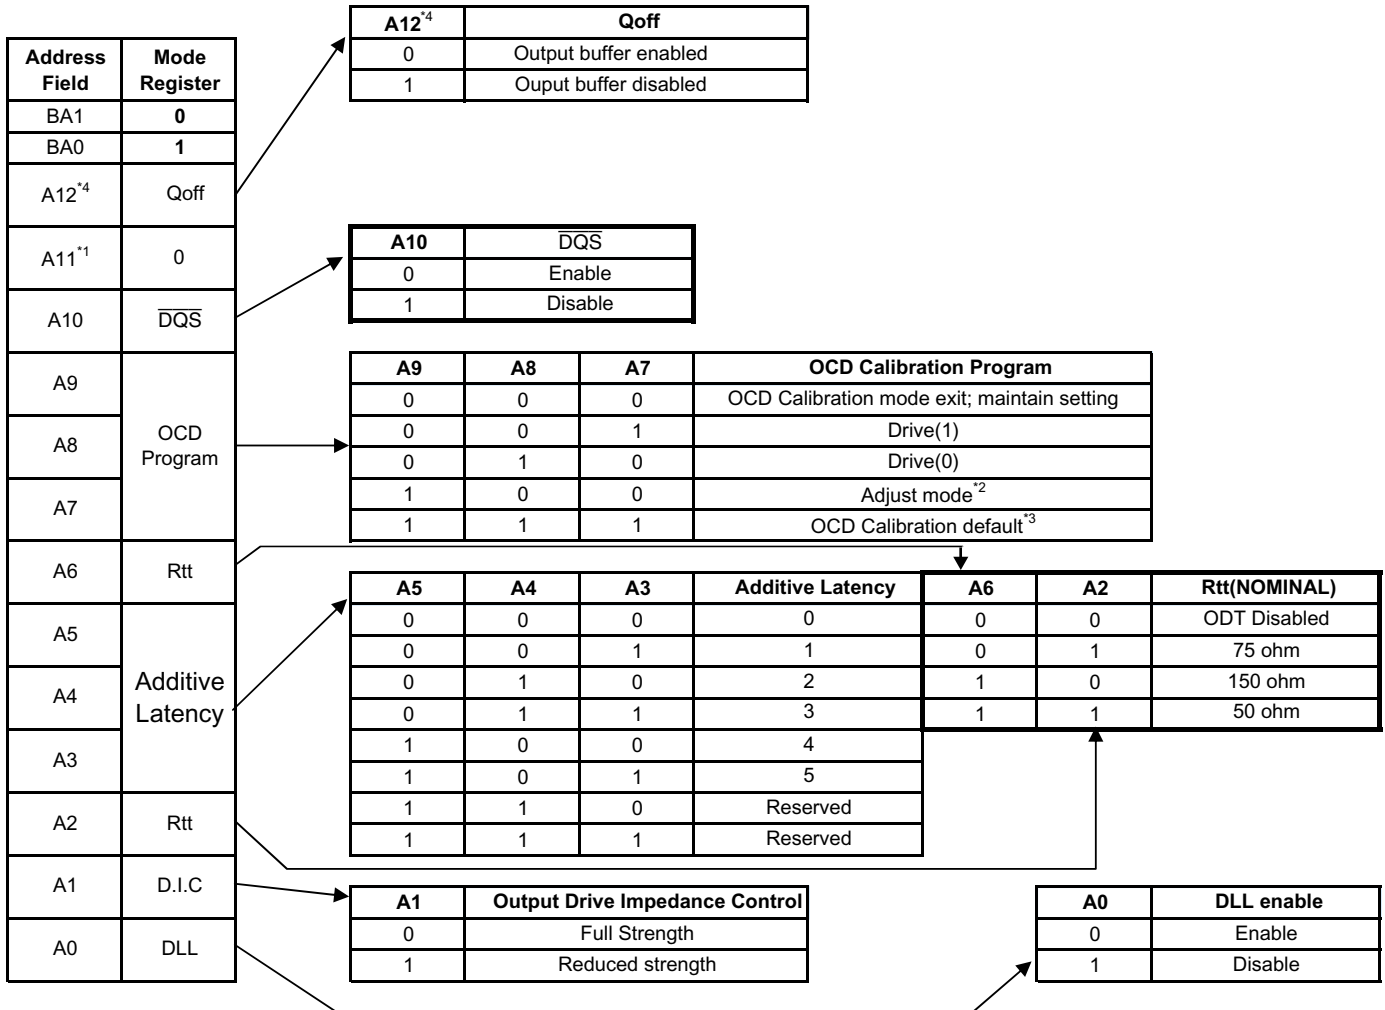 Address Field | Mode Register
BA1 | 0
BA0 | 1
A12*4 | Qoff
A11*1 | 0
A10 | D̅Q̅S̅
A9
A8 | OCD Program
A7
A6 | Rtt
A5
A4 | Additive Latency
A3
A2 | Rtt
A1 | D.I.C
A0 | DLL
A12*4 | Qoff
0 | Output buffer enabled
1 | Ouput buffer disabled
A10 | D̅Q̅S̅
0 | Enable
1 | Disable
A9 | A8 | A7 | OCD Calibration Program
0 | 0 | 0 | OCD Calibration mode exit; maintain setting
0 | 0 | 1 | Drive(1)
0 | 1 | 0 | Drive(0)
1 | 0 | 0 | Adjust mode*2
1 | 1 | 1 | OCD Calibration default*3
A5 | A4 | A3 | Additive Latency
0 | 0 | 0 | 0
0 | 0 | 1 | 1
0 | 1 | 0 | 2
0 | 1 | 1 | 3
1 | 0 | 0 | 4
1 | 0 | 1 | 5
1 | 1 | 0 | Reserved
1 | 1 | 1 | Reserved
A6 | A2 | Rtt(NOMINAL)
0 | 0 | ODT Disabled
0 | 1 | 75 ohm
1 | 0 | 150 ohm
1 | 1 | 50 ohm
A1 | Output Drive Impedance Control
0 | Full Strength
1 | Reduced strength
A0 | DLL enable
0 | Enable
1 | Disable